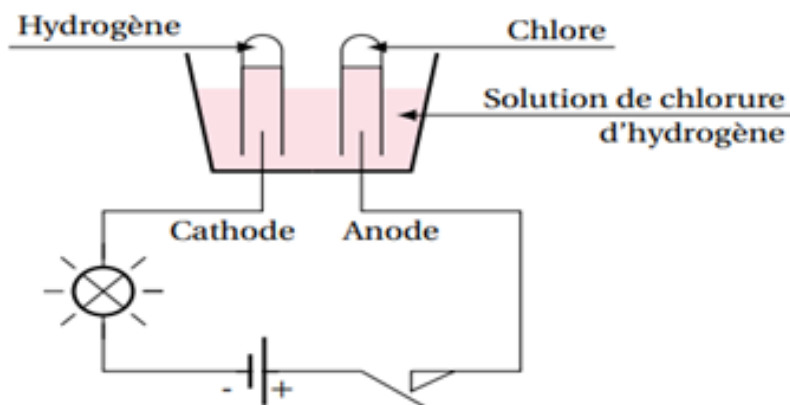 Hydrogène
Chlore
Solution de chlorure
d'hydrogène
Cathode
Anode
- +